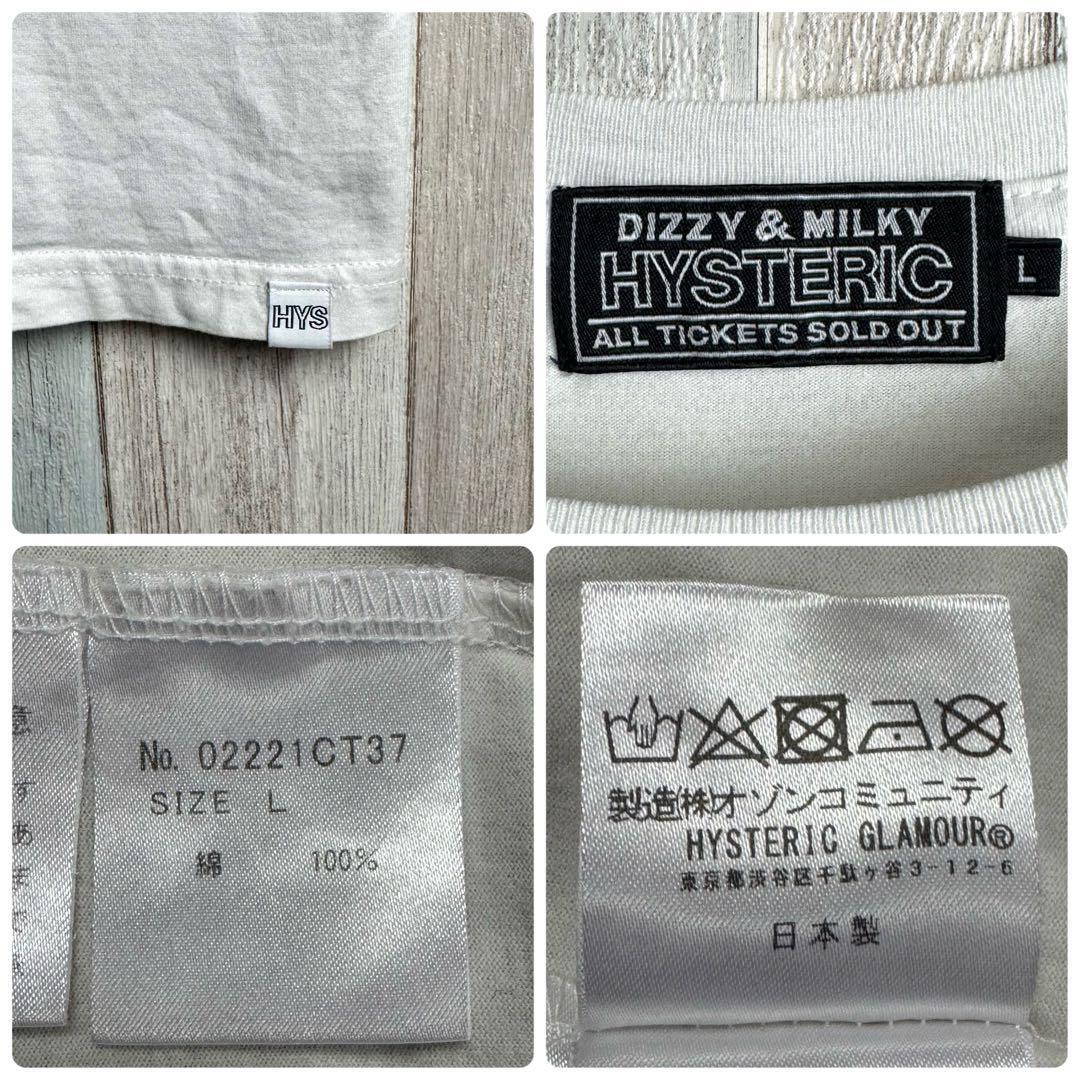 HYS
DIZZY & MILKY
HYSTERIC
ALL TICKETS SOLD OUT
L
No. 02221CT37
SIZE L
綿 100%
製造(株)オゾンコミュニティ
HYSTERIC GLAMOUR®
東京都渋谷区千駄ヶ谷3-12-6
日本製